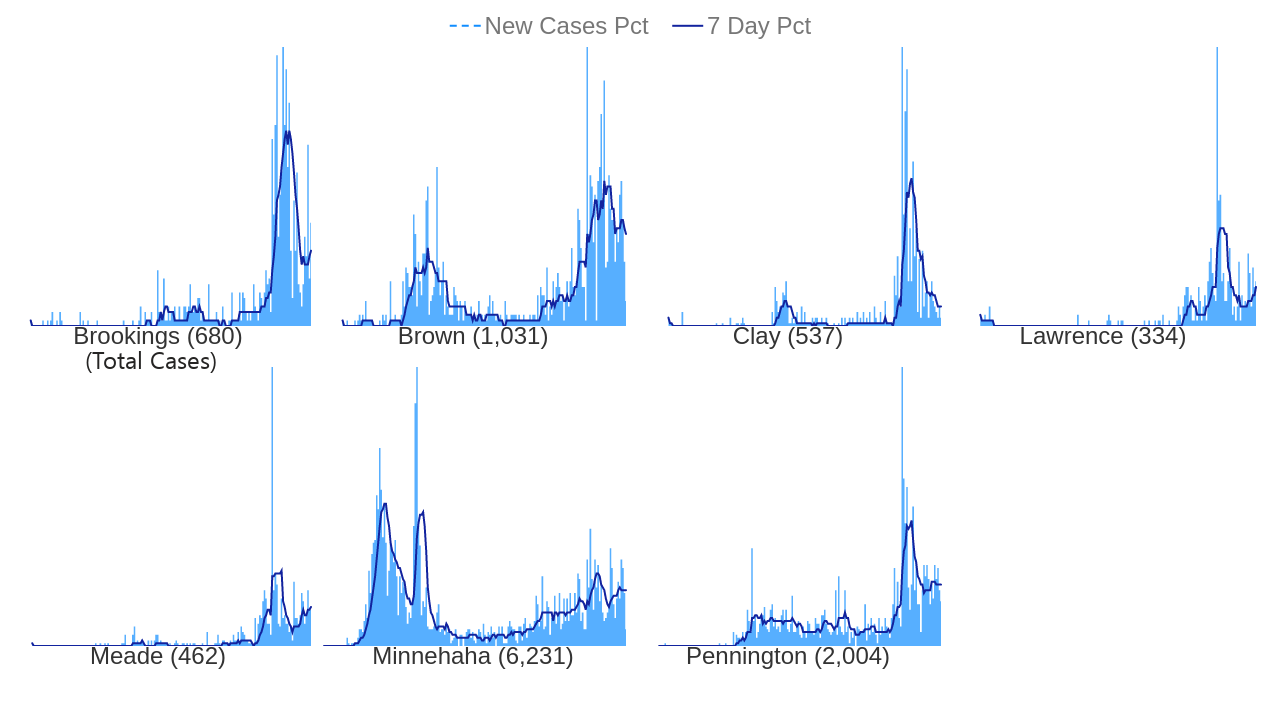 New Cases Pct 7 Day Pct
Brookings (680)
(Total Cases)
Brown (1,031)
Clay (537)
Lawrence (334)
Meade (462)
Minnehaha (6,231)
Pennington (2,004)